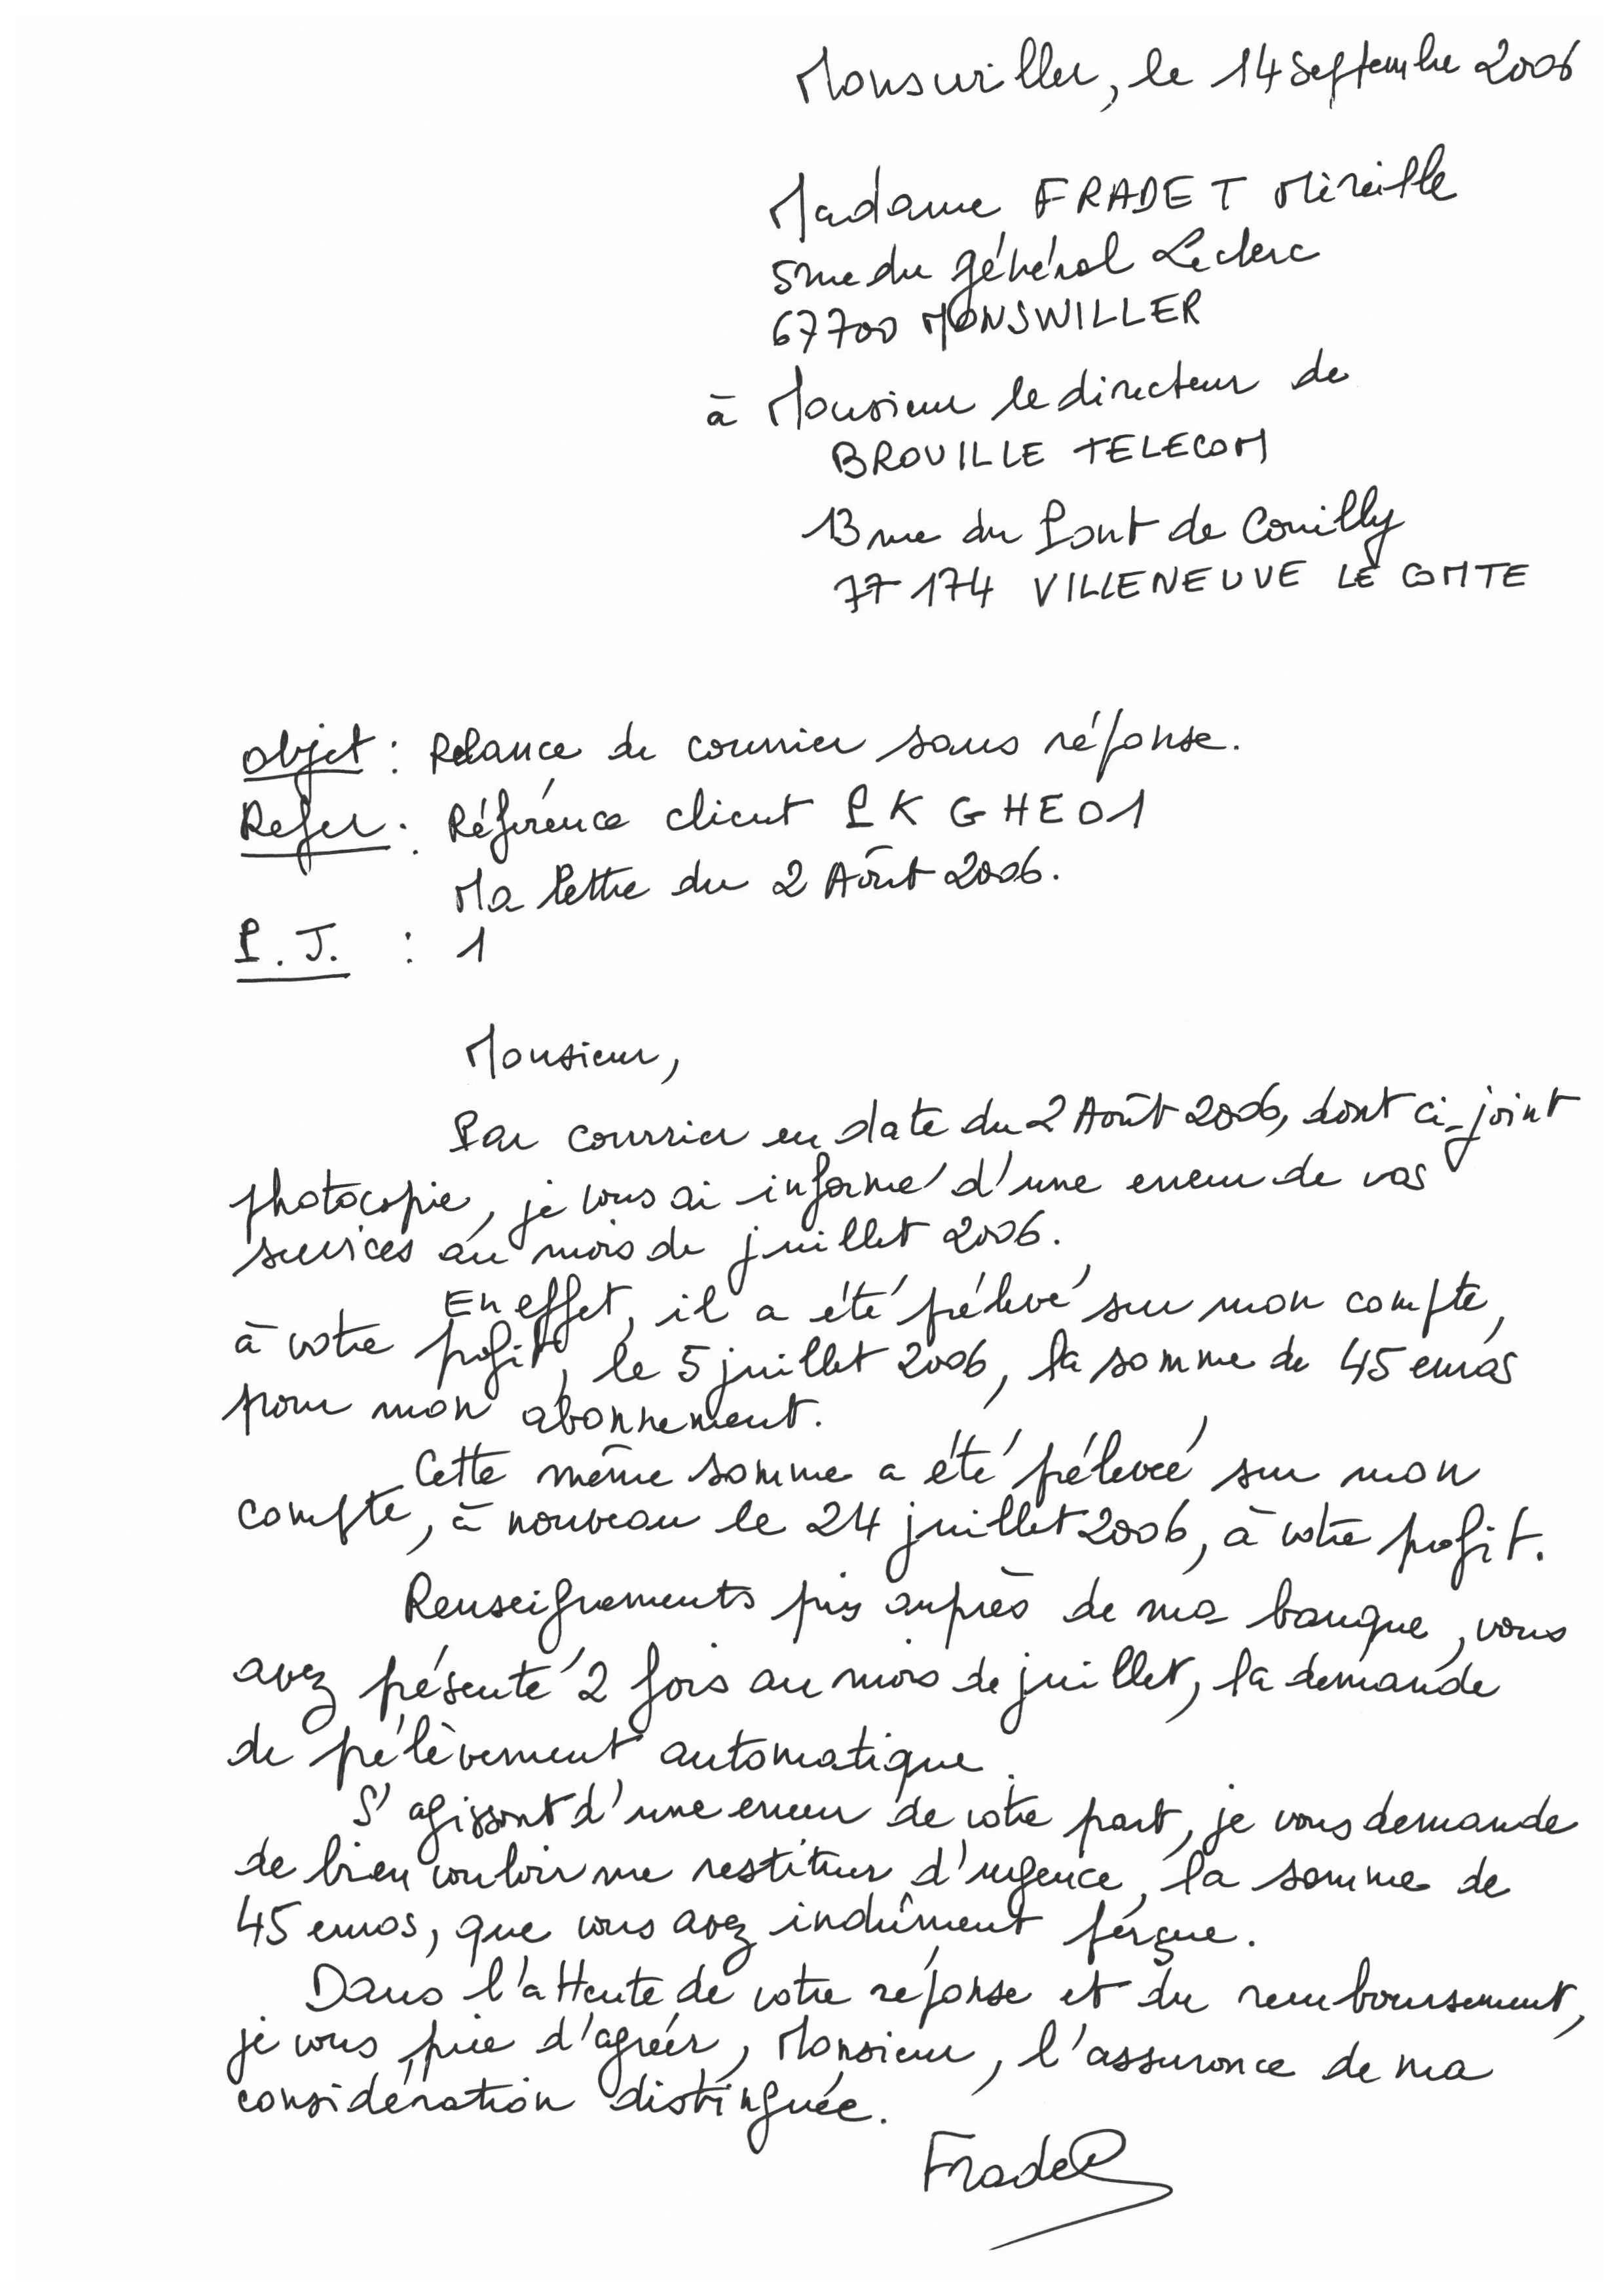 Monswiller, le 14 Septembre 2006
Madame FRADET Mireille
5 rue du général Leclerc
67700 MONSWILLER
à Monsieur le directeur de
BROUILLE TELECOM
13 rue du Pont de Couilly
77174 VILLENEUVE LE COMTE
Objet : Relance de courrier sans réponse.
Refer : Référence client PK GHE01
Ma lettre du 2 Août 2006.
P.J. : 1
Monsieur,
Par courrier en date du 2 Août 2006, dont ci-joint
photocopie, je vous ai informé d'une erreur de vos
services au mois de juillet 2006.
En effet, il a été prélevé sur mon compte,
à votre profit, le 5 juillet 2006, la somme de 45 euros
pour mon abonnement.
Cette même somme a été prélevée sur mon
compte, à nouveau le 24 juillet 2006, à votre profit.
Renseignements pris auprès de ma banque, vous
avez présenté 2 fois au mois de juillet, la demande
de prélèvement automatique.
S'agissant d'une erreur de votre part, je vous demande
de bien vouloir me restituer d'urgence, la somme de
45 euros, que vous avez indûment perçue.
Dans l'attente de votre réponse et du remboursement,
je vous prie d'agréer, Monsieur, l'assurance de ma
considération distinguée.
Fradet